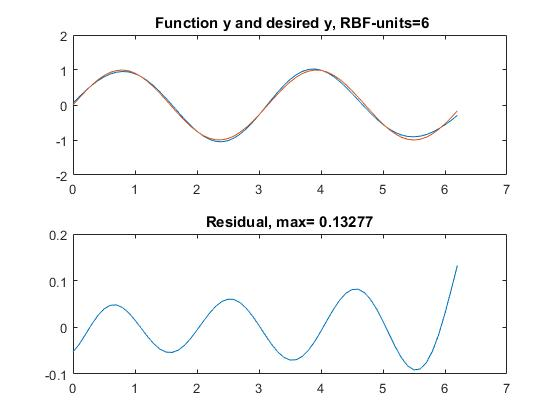 Function y and desired y, RBF-units=6
2
1
0
-1
-2
0 1 2 3 4 5 6 7
Residual, max= 0.13277
0.2
0.1
0
-0.1
0 1 2 3 4 5 6 7